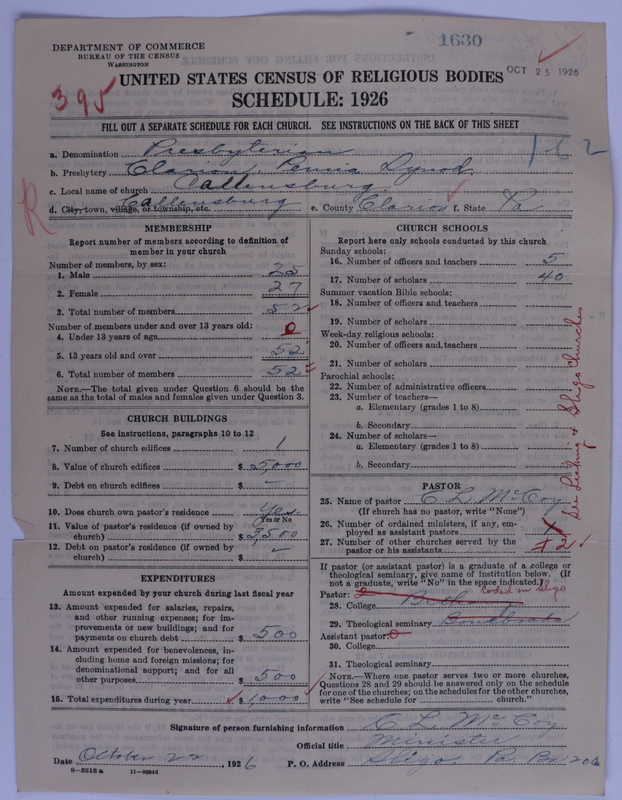 1630
DEPARTMENT OF COMMERCE
BUREAU OF THE CENSUS
WASHINGTON
OCT 25 1926
395
UNITED STATES CENSUS OF RELIGIOUS BODIES
SCHEDULE: 1926
FILL OUT A SEPARATE SCHEDULE FOR EACH CHURCH. SEE INSTRUCTIONS ON THE BACK OF THIS SHEET
a. Denomination Presbyterian
b. Presbytery Clarion, Penna Synod
c. Local name of church Callensburg
d. City, town, village, or township, etc. Callensburg e. County Clarion f. State Pa
R
MEMBERSHIP
Report number of members according to definition of member in your church
Number of members, by sex:
1. Male 25
2. Female 27
3. Total number of members 52
Number of members under and over 13 years old:
4. Under 13 years of age 0
5. 13 years old and over 52
6. Total number of members 52
NOTE.—The total given under Question 6 should be the same as the total of males and females given under Question 3.
CHURCH BUILDINGS
See instructions, paragraphs 10 to 12
7. Number of church edifices 1
8. Value of church edifices $ 5,000
9. Debt on church edifices $ —
10. Does church own pastor's residence? Yes
Yes or No
11. Value of pastor's residence (if owned by church) $ 3,500
12. Debt on pastor's residence (if owned by church) $
EXPENDITURES
Amount expended by your church during last fiscal year
13. Amount expended for salaries, repairs, and other running expenses; for improvements or new buildings; and for payments on church debt $ 500
14. Amount expended for benevolences, including home and foreign missions; for denominational support; and for all other purposes $ 500
15. Total expenditures during year $ 1000
CHURCH SCHOOLS
Report here only schools conducted by this church
Sunday schools:
16. Number of officers and teachers 5
17. Number of scholars 40
Summer vacation Bible schools:
18. Number of officers and teachers
19. Number of scholars
Week-day religious schools:
20. Number of officers and teachers
21. Number of scholars
Parochial schools:
22. Number of administrative officers
23. Number of teachers—
a. Elementary (grades 1 to 8)
b. Secondary
24. Number of scholars—
a. Elementary (grades 1 to 8)
b. Secondary
PASTOR
25. Name of pastor C L McCoy
(If church has no pastor, write "None")
26. Number of ordained ministers, if any, employed as assistant pastors
27. Number of other churches served by the pastor or his assistants 2
If pastor (or assistant pastor) is a graduate of a college or theological seminary, give name of institution below. (If not a graduate, write "No" in the space indicated.)
Pastor: Coded in Sligo
28. College
29. Theological seminary
Assistant pastor: 0
30. College
31. Theological seminary
NOTE.—Where one pastor serves two or more churches, Questions 28 and 29 should be answered only on the schedule for one of the churches; on the schedules for the other churches, write "See schedule for church."
Sligo churches
Signature of person furnishing information C L McCoy
Official title Minister
Date October 22, 1926 P. O. Address Sligo Pa. Bx 206
8—5518 a